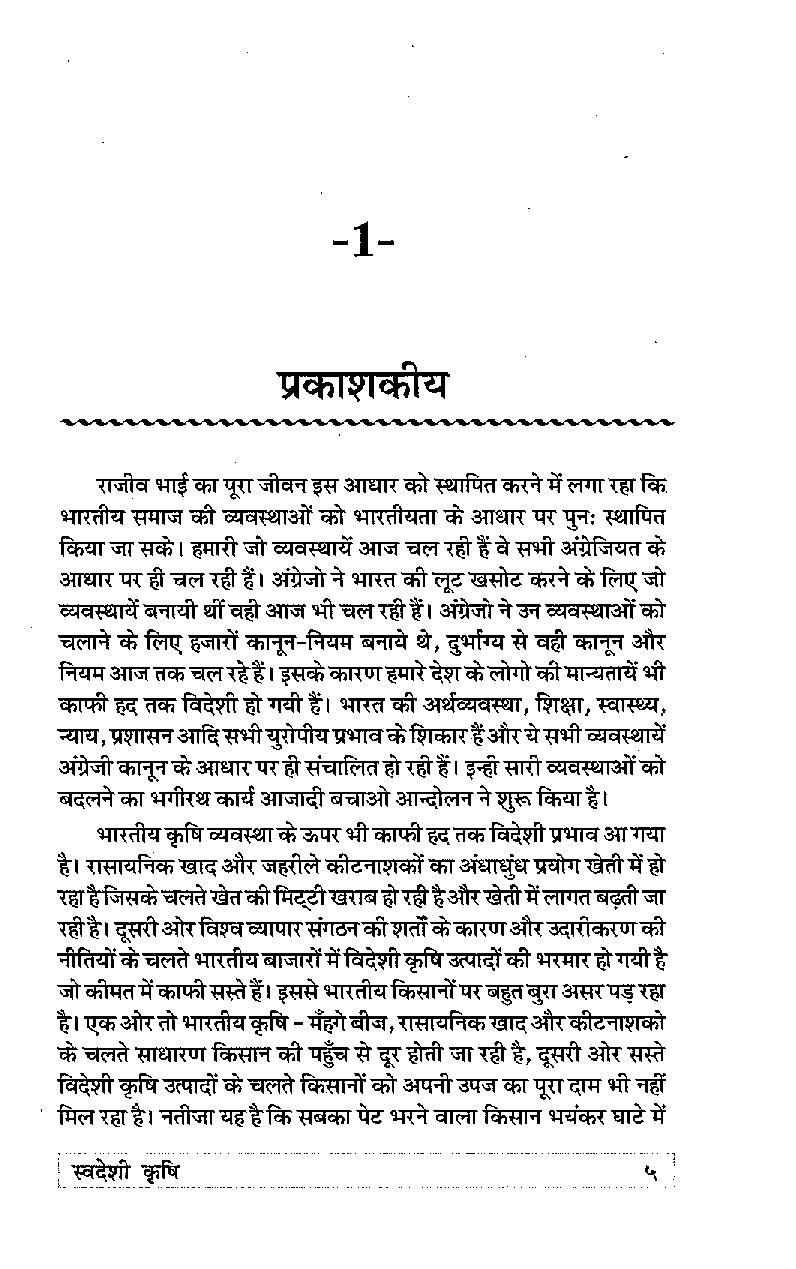 -1-
प्रकाशकीय
राजीव भाई का पूरा जीवन इस आधार को स्थापित करने में लगा रहा कि
भारतीय समाज की व्यवस्थाओं को भारतीयता के आधार पर पुनः स्थापित
किया जा सके। हमारी जो व्यवस्थायें आज चल रही हैं वे सभी अंग्रेजियत के
आधार पर ही चल रही हैं। अंग्रेजो ने भारत की लूट खसोट करने के लिए जो
व्यवस्थायें बनायी थीं वही आज भी चल रही हैं। अंग्रेजो ने उन व्यवस्थाओं को
चलाने के लिए हजारों कानून-नियम बनाये थे, दुर्भाग्य से वही कानून और
नियम आज तक चल रहे हैं। इसके कारण हमारे देश के लोगो की मान्यतायें भी
काफी हद तक विदेशी हो गयी हैं। भारत की अर्थव्यवस्था, शिक्षा, स्वास्थ्य,
न्याय, प्रशासन आदि सभी युरोपीय प्रभाव के शिकार हैं और ये सभी व्यवस्थायें
अंग्रेजी कानून के आधार पर ही संचालित हो रही हैं। इन्ही सारी व्यवस्थाओं को
बदलने का भगीरथ कार्य आजादी बचाओ आन्दोलन ने शुरू किया है।
भारतीय कृषि व्यवस्था के ऊपर भी काफी हद तक विदेशी प्रभाव आ गया
है। रासायनिक खाद और जहरीले कीटनाशकों का अंधाधुंध प्रयोग खेती में हो
रहा है जिसके चलते खेत की मिट्टी खराब हो रही है और खेती में लागत बढ़ती जा
रही है। दूसरी ओर विश्व व्यापार संगठन की शर्तों के कारण और उदारीकरण की
नीतियों के चलते भारतीय बाजारों में विदेशी कृषि उत्पादों की भरमार हो गयी है
जो कीमत में काफी सस्ते हैं। इससे भारतीय किसानों पर बहुत बुरा असर पड़ रहा
है। एक ओर तो भारतीय कृषि - मँहगे बीज, रासायनिक खाद और कीटनाशको
के चलते साधारण किसान की पहुँच से दूर होती जा रही है, दूसरी ओर सस्ते
विदेशी कृषि उत्पादों के चलते किसानों को अपनी उपज का पूरा दाम भी नहीं
मिल रहा है। नतीजा यह है कि सबका पेट भरने वाला किसान भयंकर घाटे में
स्वदेशी कृषि ५